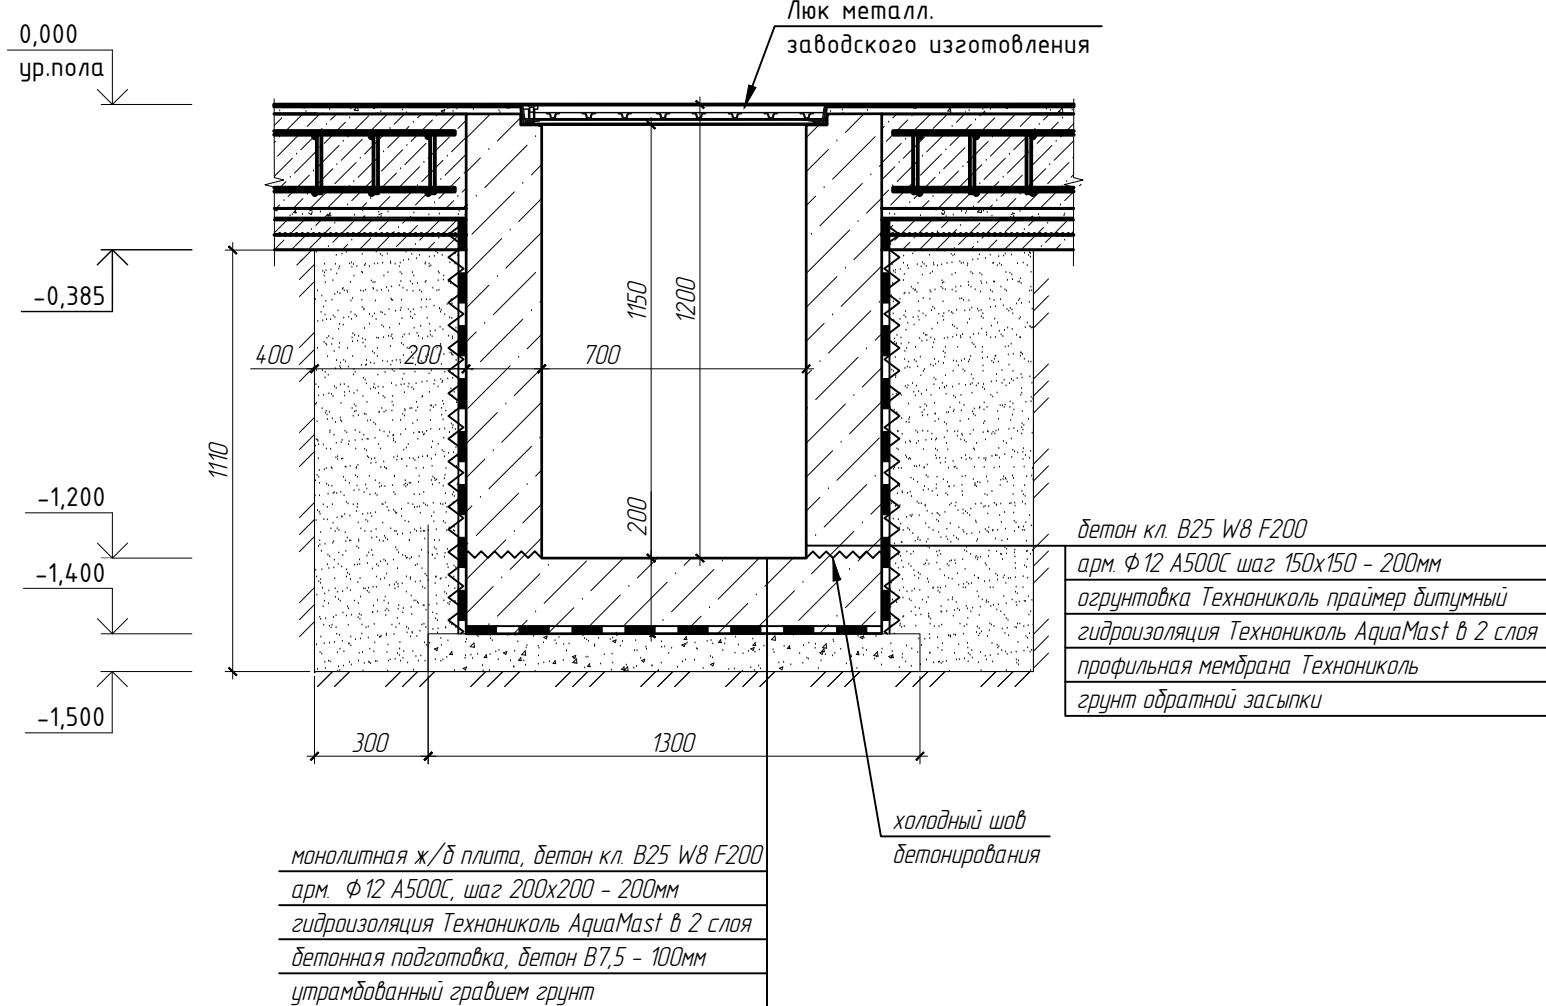 Люк металл.
заводского изготовления
0,000
ур.пола
-0,385
1150
1200
400
200
700
1110
-1,200
200
-1,400
-1,500
300
1300
бетон кл. В25 W8 F200
арм. Ф12 А500С шаг 150х150 - 200мм
огрунтовка Технониколь праймер битумный
гидроизоляция Технониколь AquaMast в 2 слоя
профильная мембрана Технониколь
грунт обратной засыпки
холодный шов
бетонирования
монолитная ж/б плита, бетон кл. В25 W8 F200
арм. Ф12 А500С, шаг 200х200 - 200мм
гидроизоляция Технониколь AquaMast в 2 слоя
бетонная подготовка, бетон В7,5 - 100мм
утрамбованный гравием грунт